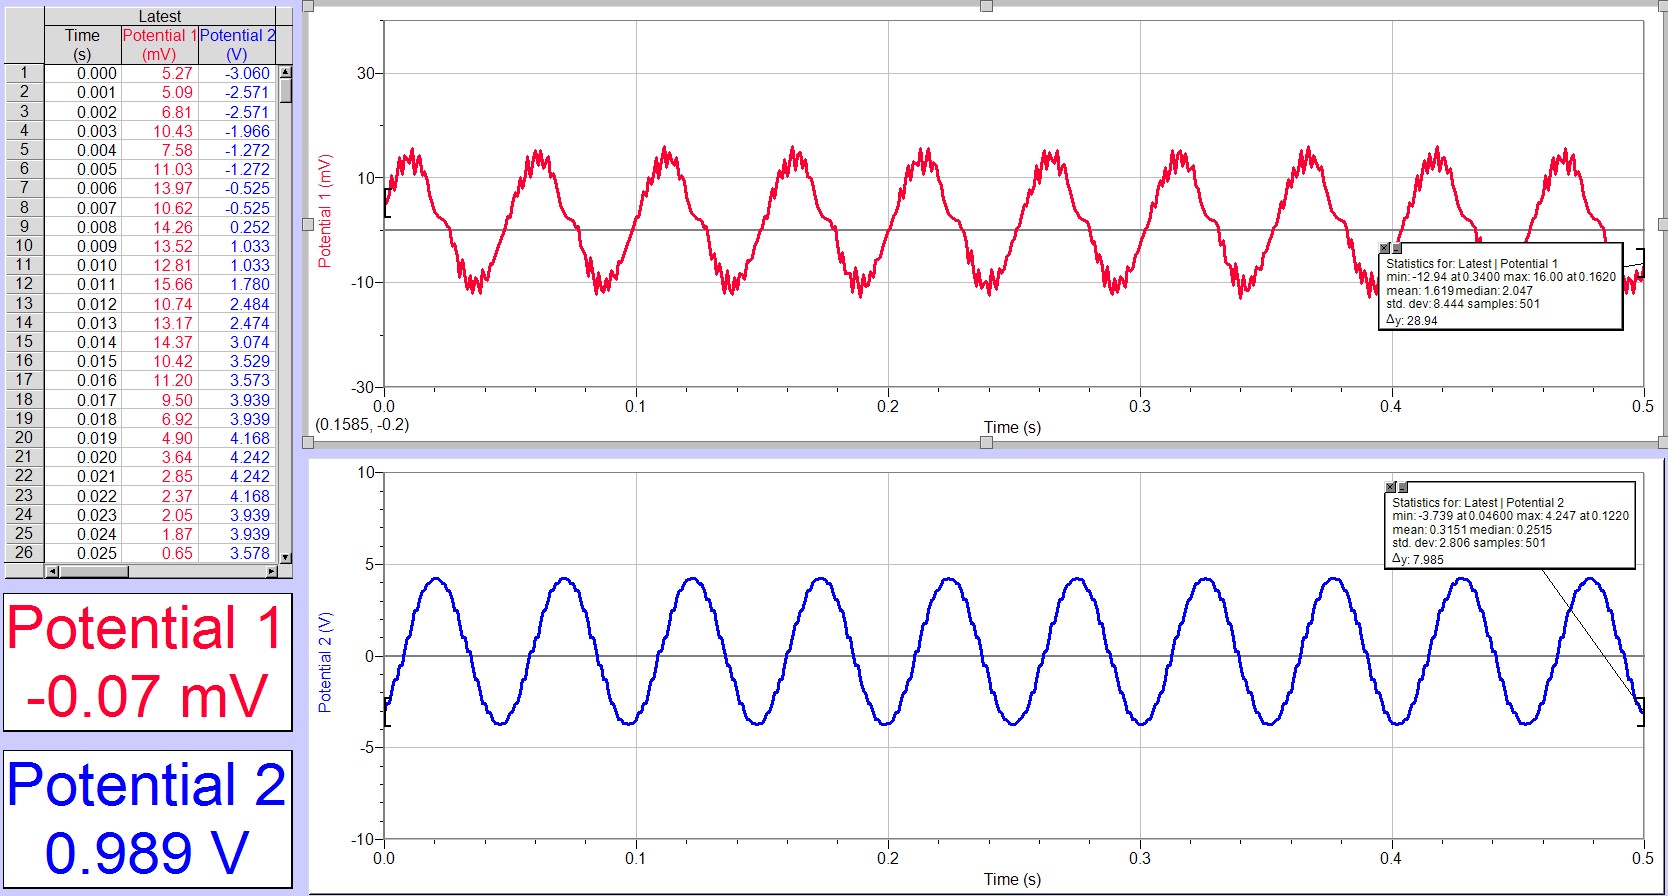 Latest
Time Potential 1 Potential 2
(s) (mV) (V)
1 0.000 5.27 -3.060
2 0.001 5.09 -2.571
3 0.002 6.81 -2.571
4 0.003 10.43 -1.966
5 0.004 7.58 -1.272
6 0.005 11.03 -1.272
7 0.006 13.97 -0.525
8 0.007 10.62 -0.525
9 0.008 14.26 0.252
10 0.009 13.52 1.033
11 0.010 12.81 1.033
12 0.011 15.66 1.780
13 0.012 10.74 2.484
14 0.013 13.17 2.474
15 0.014 14.37 3.074
16 0.015 10.42 3.529
17 0.016 11.20 3.573
18 0.017 9.50 3.939
19 0.018 6.92 3.939
20 0.019 4.90 4.168
21 0.020 3.64 4.242
22 0.021 2.85 4.242
23 0.022 2.37 4.168
24 0.023 2.05 3.939
25 0.024 1.87 3.939
26 0.025 0.65 3.578
Potential 1
-0.07 mV
Potential 2
0.989 V
Potential 1 (mV)
30
10
-10
-30
0.0 0.1 0.2 0.3 0.4 0.5
(0.1585, -0.2)
Time (s)
Statistics for: Latest | Potential 1
min: -12.94 at 0.3400 max: 16.00 at 0.1620
mean: 1.619 median: 2.047
std. dev: 8.444 samples: 501
Δy: 28.94
Potential 2 (V)
10
5
0
-5
-10
0.0 0.1 0.2 0.3 0.4 0.5
Time (s)
Statistics for: Latest | Potential 2
min: -3.739 at 0.04600 max: 4.247 at 0.1220
mean: 0.3151 median: 0.2515
std. dev: 2.806 samples: 501
Δy: 7.985